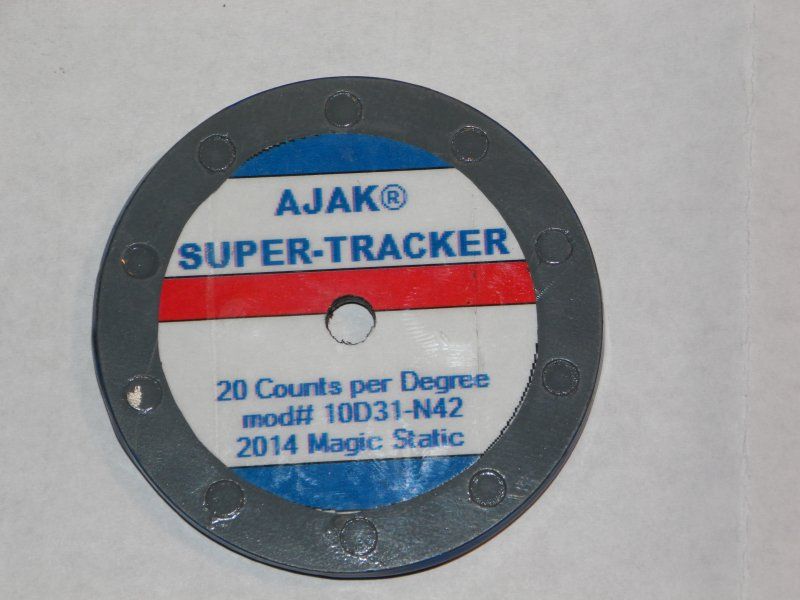 AJAK®
SUPER-TRACKER
20 Counts per Degree
mod# 10D31-N42
2014 Magic Static